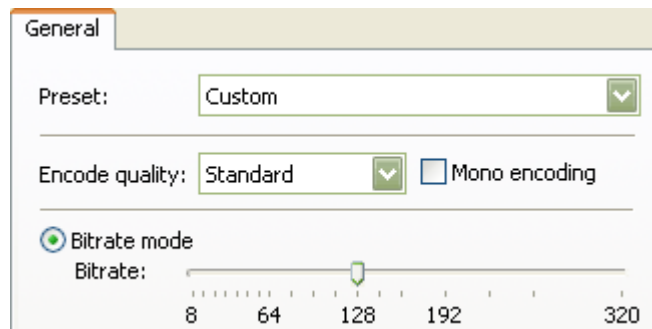 General
Preset: Custom
Encode quality: Standard Mono encoding
Bitrate mode
Bitrate:
8 64 128 192 320